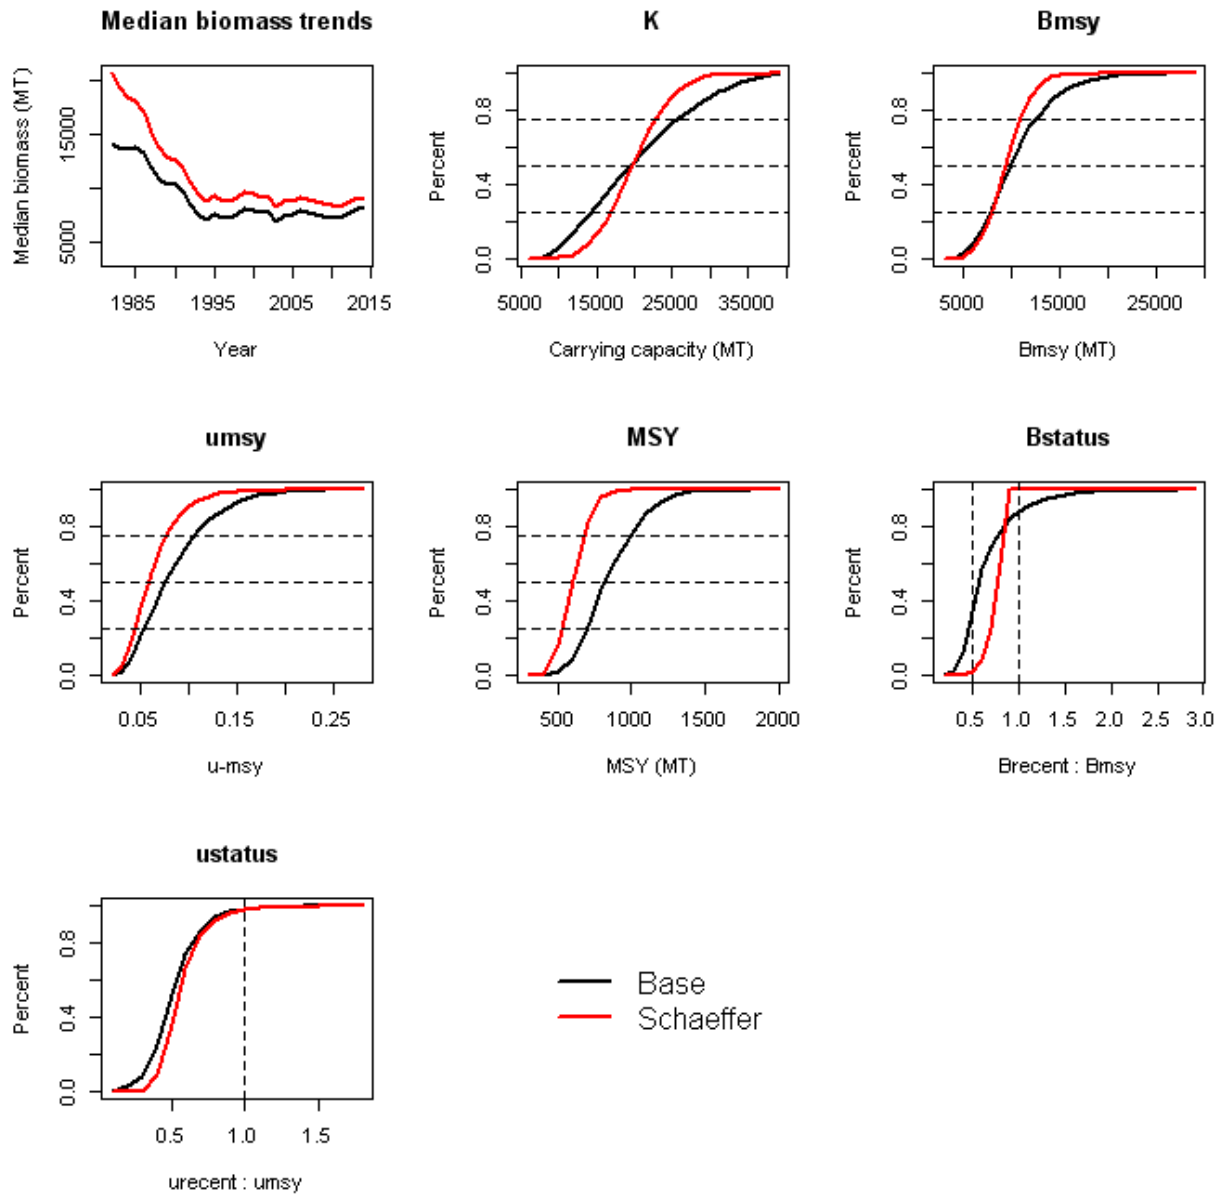 Median biomass trends
Median biomass (MT)
15000
5000
1985 1995 2005 2015
Year
K
Percent
0.8
0.4
0.0
5000 15000 25000 35000
Carrying capacity (MT)
Bmsy
Percent
0.8
0.4
0.0
5000 15000 25000
Bmsy (MT)
umsy
Percent
0.8
0.4
0.0
0.05 0.15 0.25
u-msy
MSY
Percent
0.8
0.4
0.0
500 1000 1500 2000
MSY (MT)
Bstatus
Percent
0.8
0.4
0.0
0.5 1.0 1.5 2.0 2.5 3.0
Brecent : Bmsy
ustatus
Percent
0.8
0.4
0.0
0.5 1.0 1.5
urecent : umsy
Base
Schaeffer